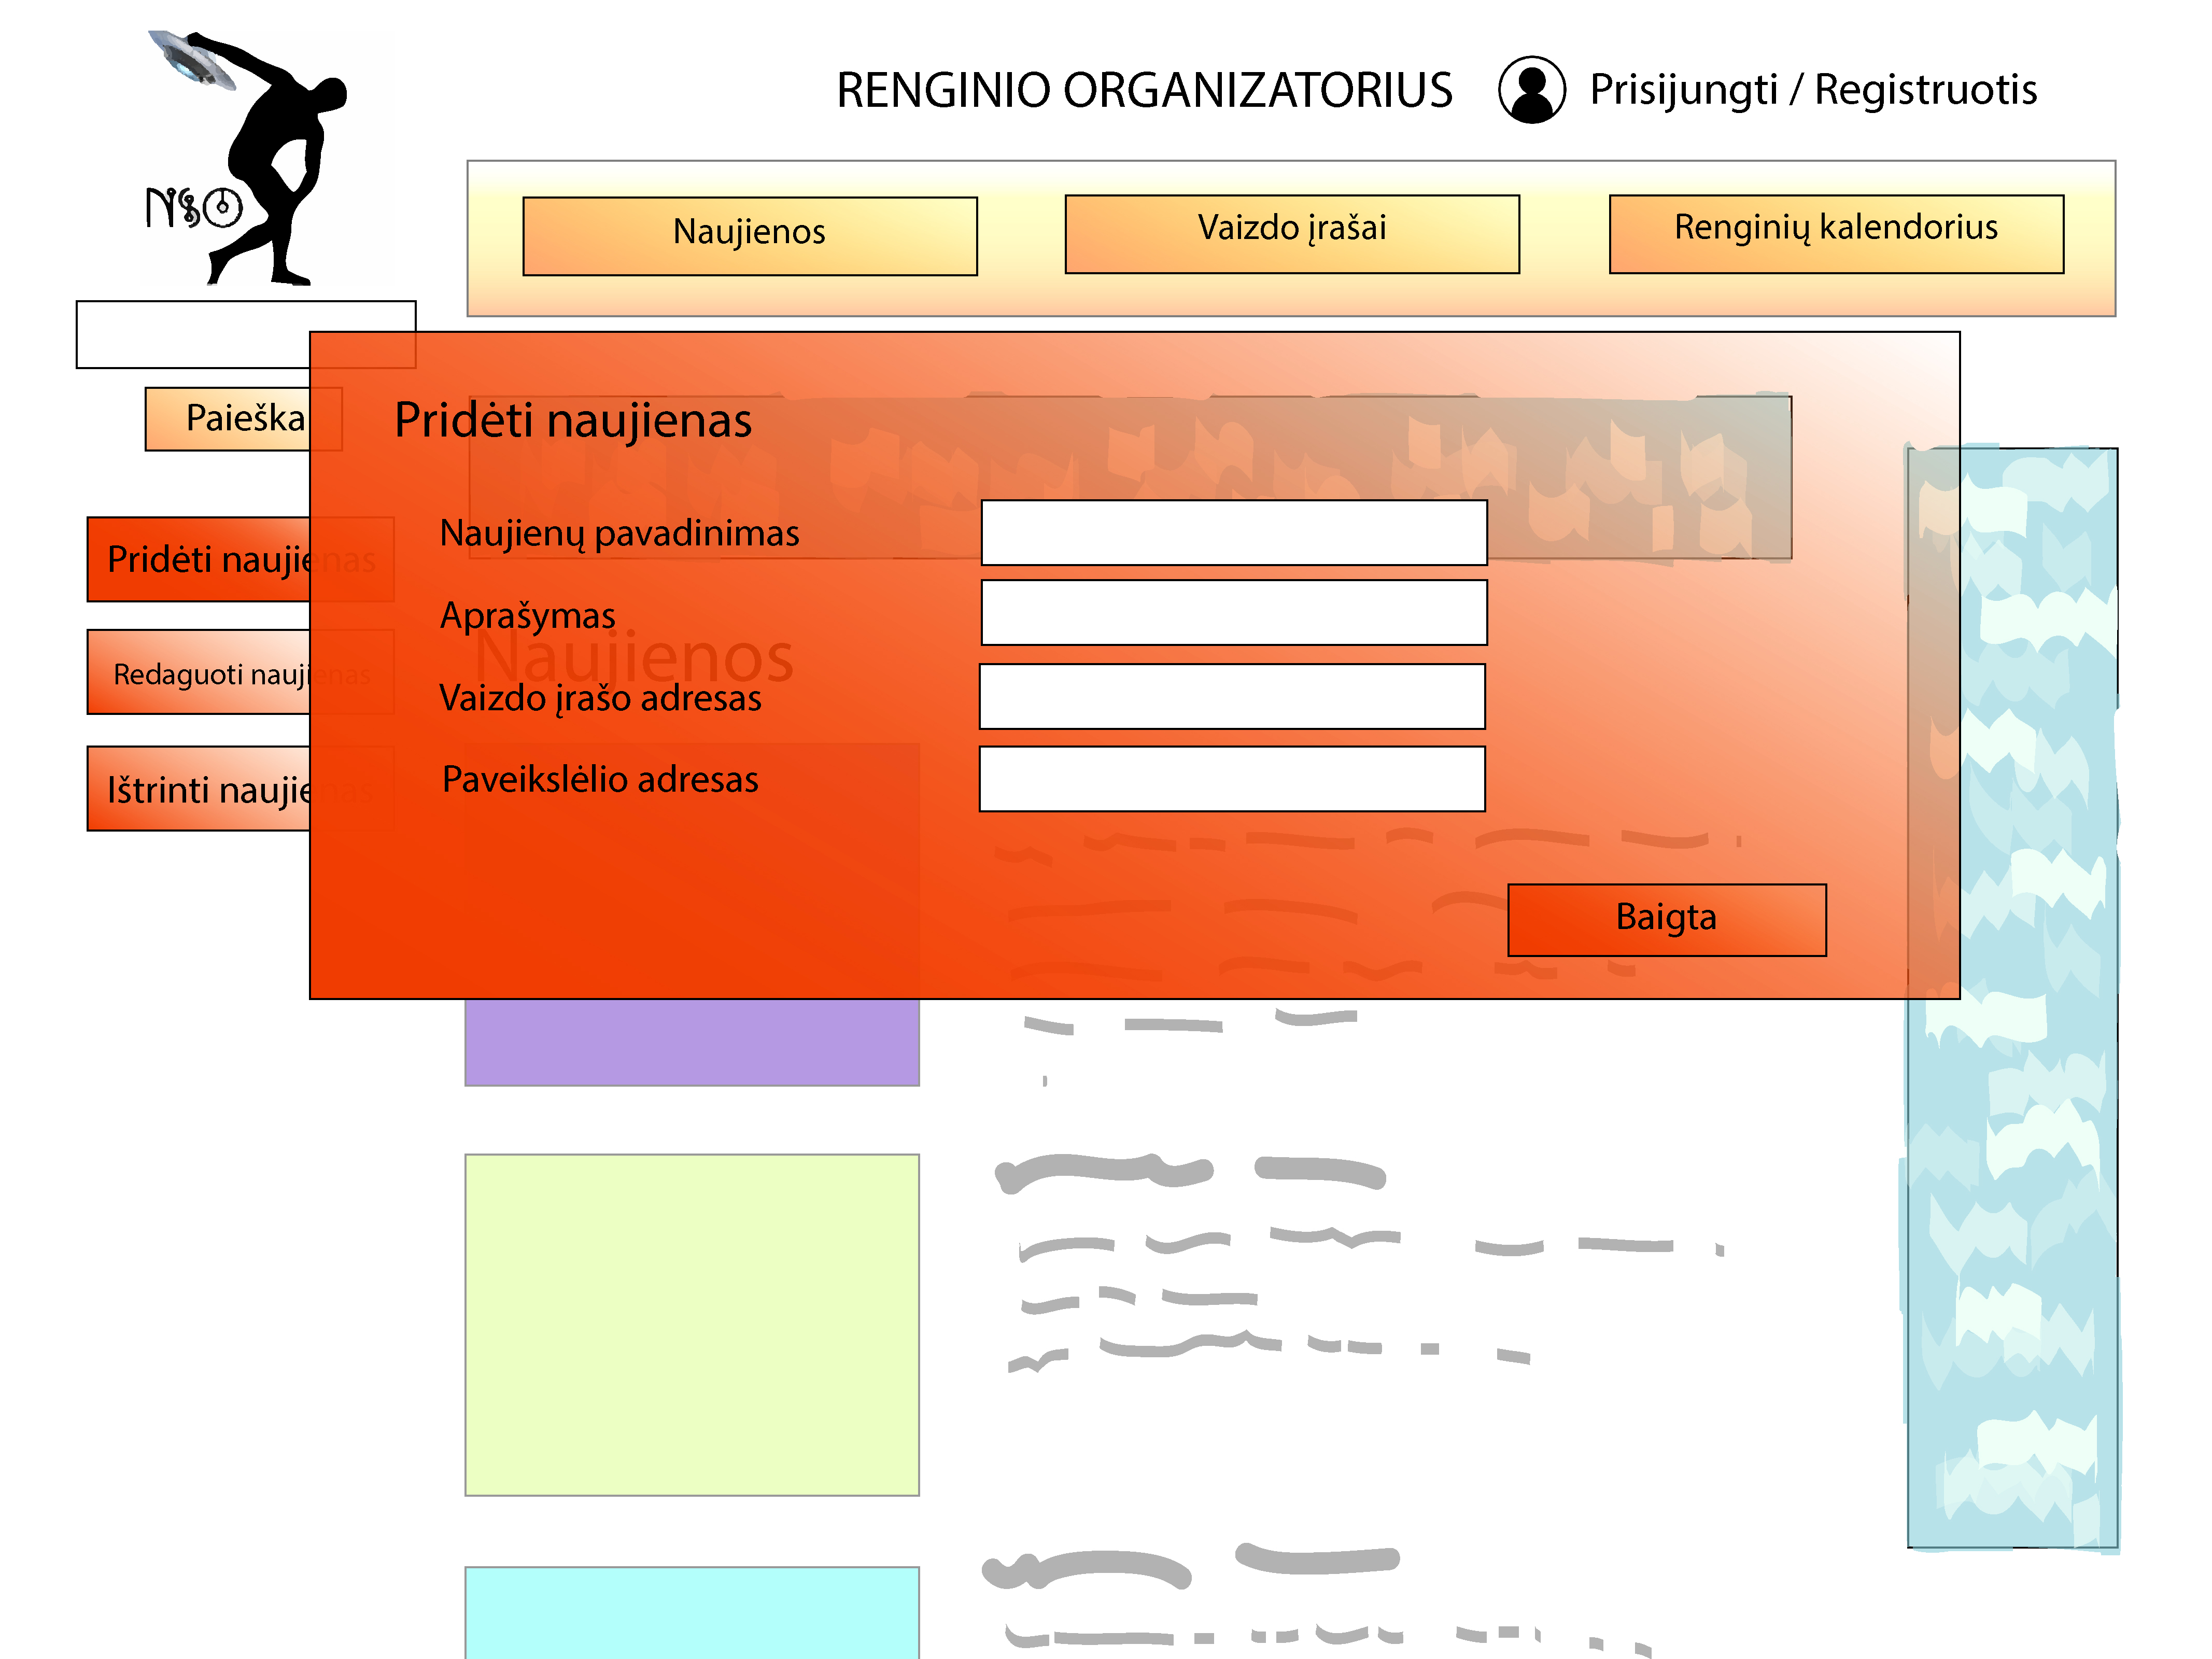 RENGINIO ORGANIZATORIUS
Prisijungti / Registruotis
NSO
Naujienos
Vaizdo įrašai
Renginių kalendorius
Paieška
Pridėti naujienas
Redaguoti naujienas
Ištrinti naujienas
Pridėti naujienas
Naujienų pavadinimas
Aprašymas
Naujienos
Vaizdo įrašo adresas
Paveikslėlio adresas
Baigta